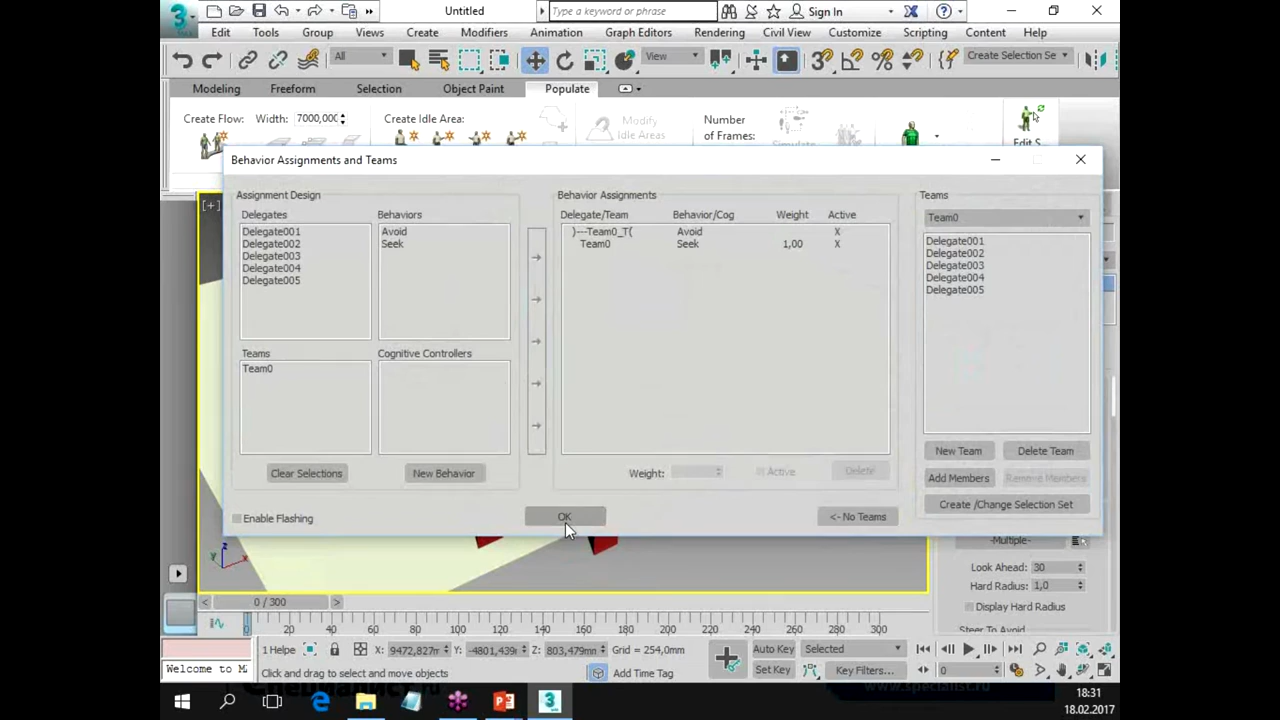 3
MAX
Untitled
Type a keyword or phrase
Sign In
Edit Tools Group Views Create Modifiers Animation Graph Editors Rendering Civil View Customize Scripting Content Help
All
View
Create Selection Se
Modeling Freeform Selection Object Paint Populate
Create Flow: Width: 7000,000 Create Idle Area:
Modify
Idle Areas
Number
of Frames:
Edit S
[+]
Behavior Assignments and Teams
Assignment Design
Delegates
Delegate001
Delegate002
Delegate003
Delegate004
Delegate005
Behaviors
Avoid
Seek
Teams
Team0
Cognitive Controllers
Clear Selections New Behavior
Enable Flashing
Behavior Assignments
Delegate/Team Behavior/Cog Weight Active
)---Team0_T( Avoid X
Team0 Seek 1,00 X
Weight: Active Delete
OK <- No Teams
Teams
Team0
Delegate001
Delegate002
Delegate003
Delegate004
Delegate005
New Team Delete Team
Add Members Remove Members
Create /Change Selection Set
-Multiple-
Look Ahead: 30
Hard Radius: 1,0
Display Hard Radius
Steer To Avoid
z
y x
< 0 / 300 >
0 20 40 60 80 100 120 140 160 180 200 220 240 260 280 300
1 Helpe X: 9472,827m Y: -4801,439m Z: 803,479mm Grid = 254,0mm Auto Key Selected
Welcome to M Click and drag to select and move objects Add Time Tag Set Key Key Filters... 0
www.specialist.ru
18:31
18.02.2017